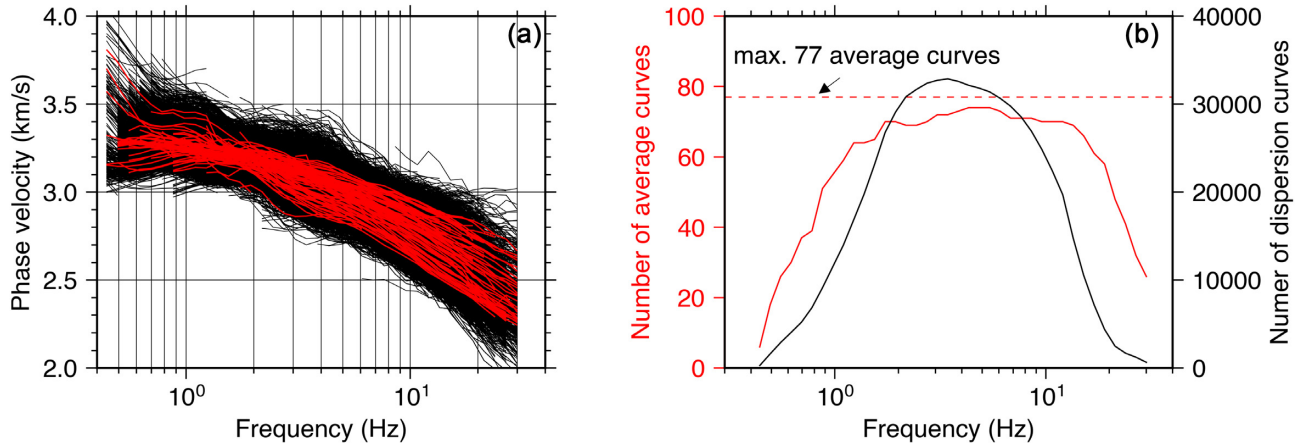 (a)
Phase velocity (km/s)
4.0
3.5
3.0
2.5
2.0
10⁰
10¹
Frequency (Hz)
(b)
max. 77 average curves
Number of average curves
100
80
60
40
20
0
10⁰
10¹
Frequency (Hz)
40000
30000
20000
10000
0
Numer of dispersion curves